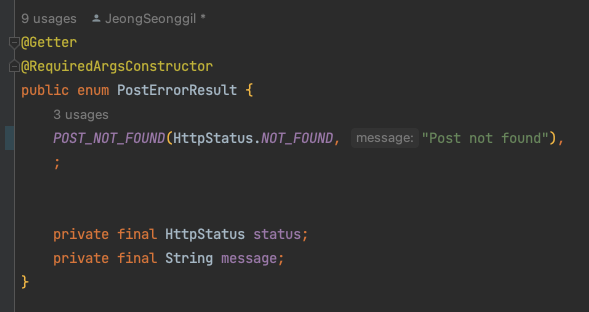 9 usages JeongSeonggil *
@Getter
@RequiredArgsConstructor
public enum PostErrorResult {
3 usages
POST_NOT_FOUND(HttpStatus.NOT_FOUND, message: "Post not found"),
;
private final HttpStatus status;
private final String message;
}